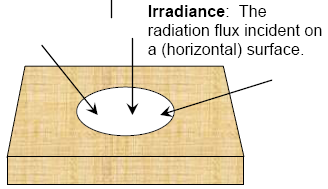 Irradiance:  The
radiation flux incident on
a (horizontal) surface.